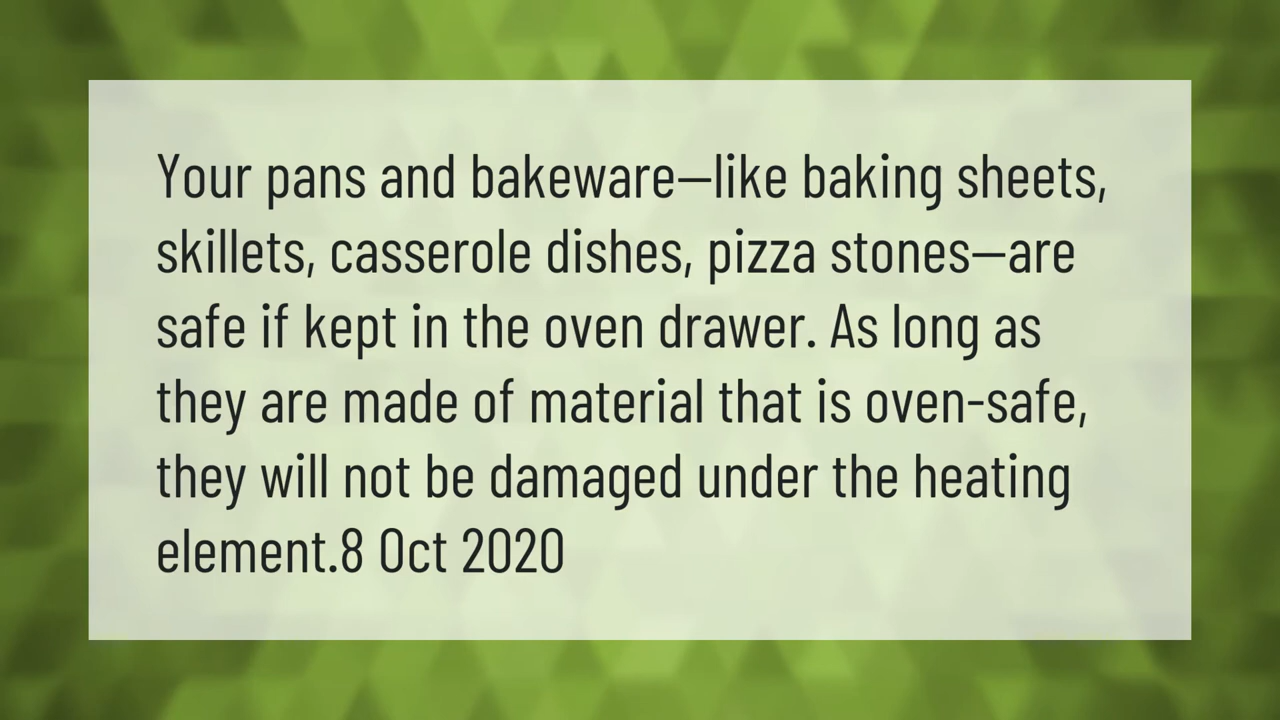 Your pans and bakeware—like baking sheets,
skillets, casserole dishes, pizza stones—are
safe if kept in the oven drawer. As long as
they are made of material that is oven-safe,
they will not be damaged under the heating
element.8 Oct 2020